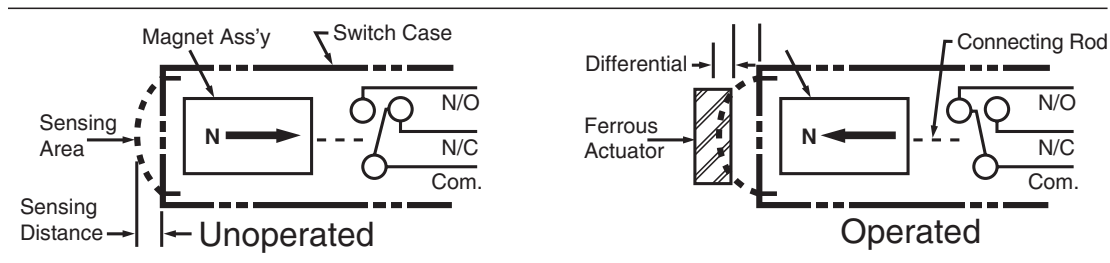 Magnet Ass'y
Switch Case
N/O
N/C
Com.
N
Sensing
Area
Sensing
Distance
Unoperated
Differential
Connecting Rod
N/O
N/C
Com.
N
Ferrous
Actuator
Operated